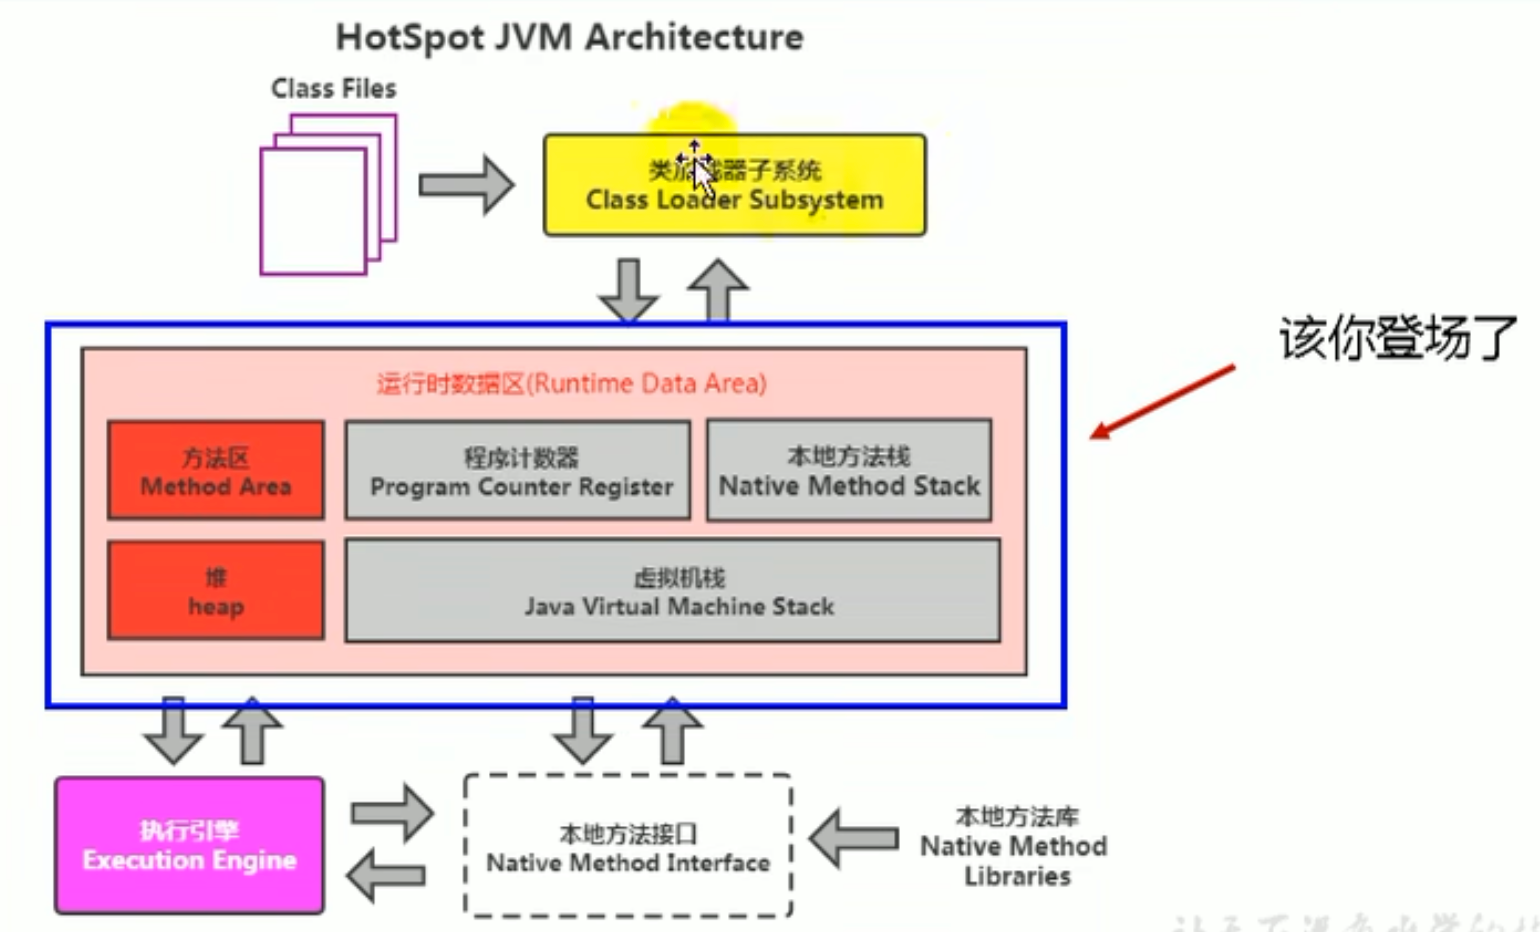 HotSpot JVM Architecture
Class Files
类加载器子系统
Class Loader Subsystem
该你登场了
运行时数据区(Runtime Data Area)
方法区
Method Area
程序计数器
Program Counter Register
本地方法栈
Native Method Stack
堆
heap
虚拟机栈
Java Virtual Machine Stack
执行引擎
Execution Engine
本地方法接口
Native Method Interface
本地方法库
Native Method
Libraries